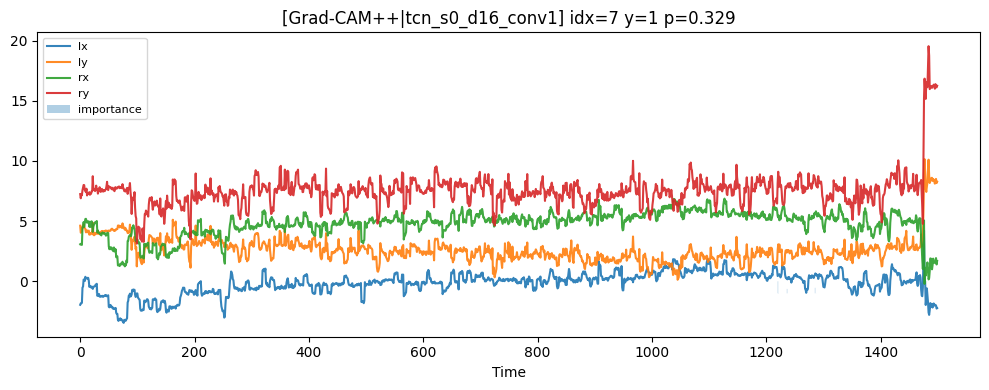 [Grad-CAM++|tcn_s0_d16_conv1] idx=7 y=1 p=0.329
20
15
10
5
0
lx
ly
rx
ry
importance
0 200 400 600 800 1000 1200 1400
Time